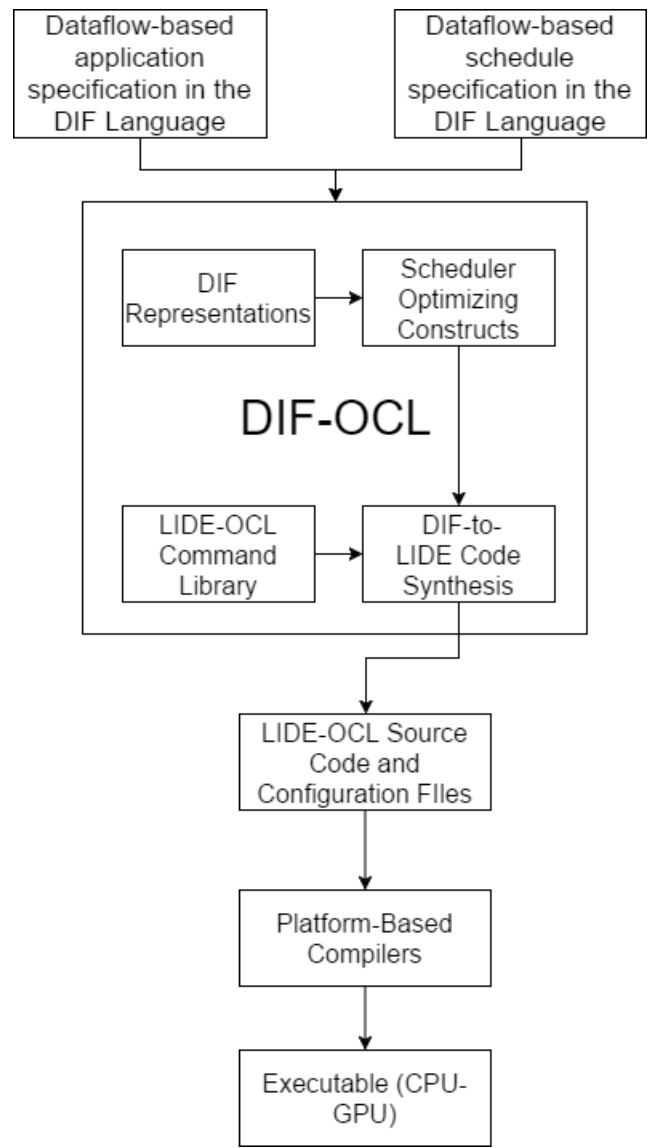 Dataflow-based
application
specification in the
DIF Language
Dataflow-based
schedule
specification in the
DIF Language
DIF
Representations
Scheduler
Optimizing
Constructs
DIF-OCL
LIDE-OCL
Command
Library
DIF-to-
LIDE Code
Synthesis
LIDE-OCL Source
Code and
Configuration FIles
Platform-Based
Compilers
Executable (CPU-
GPU)